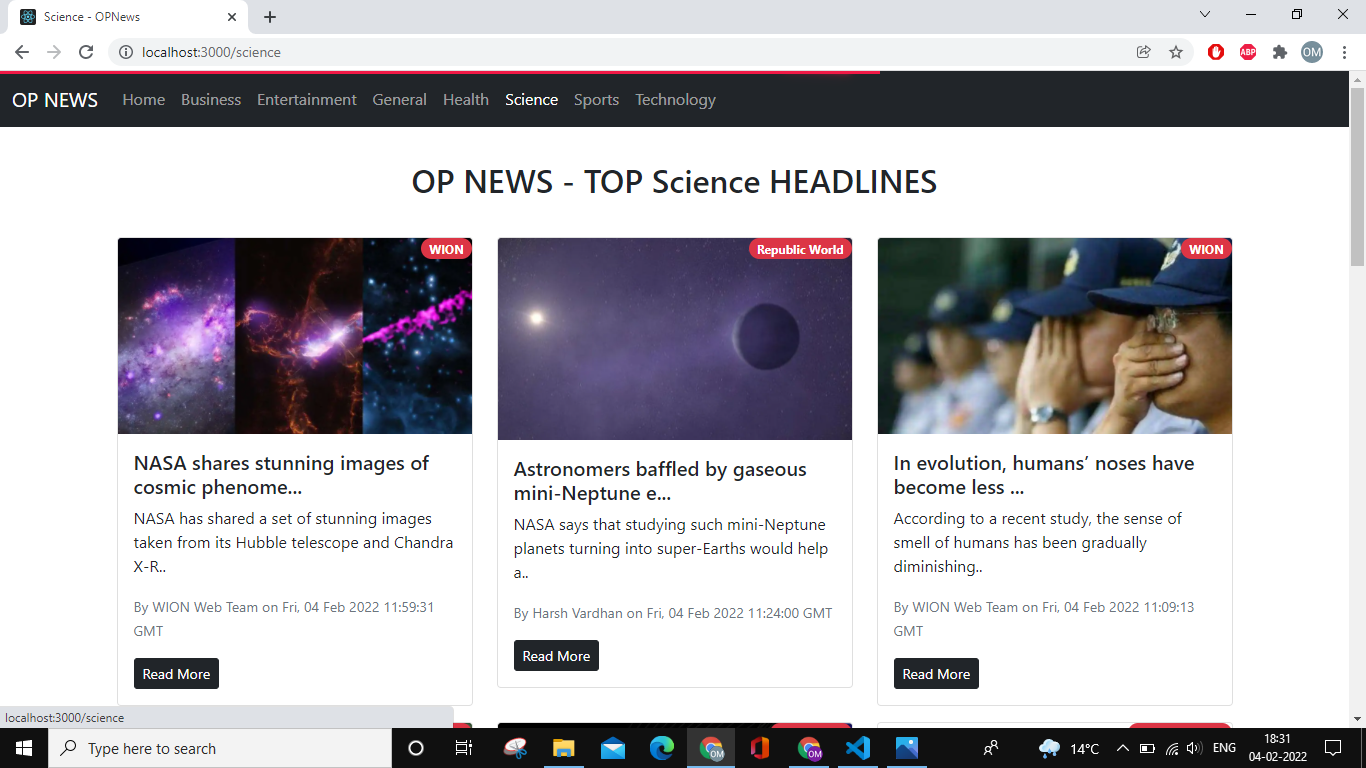 Science - OPNews
localhost:3000/science
ABP
OM
OP NEWS Home Business Entertainment General Health Science Sports Technology
OP NEWS - TOP Science HEADLINES
WION
NASA shares stunning images of
cosmic phenome...
NASA has shared a set of stunning images
taken from its Hubble telescope and Chandra
X-R..
By WION Web Team on Fri, 04 Feb 2022 11:59:31
GMT
Read More
Republic World
Astronomers baffled by gaseous
mini-Neptune e...
NASA says that studying such mini-Neptune
planets turning into super-Earths would help
a..
By Harsh Vardhan on Fri, 04 Feb 2022 11:24:00 GMT
Read More
WION
In evolution, humans’ noses have
become less ...
According to a recent study, the sense of
smell of humans has been gradually
diminishing..
By WION Web Team on Fri, 04 Feb 2022 11:09:13
GMT
Read More
localhost:3000/science
Type here to search
OM
OM
14°C
ENG
18:31
04-02-2022